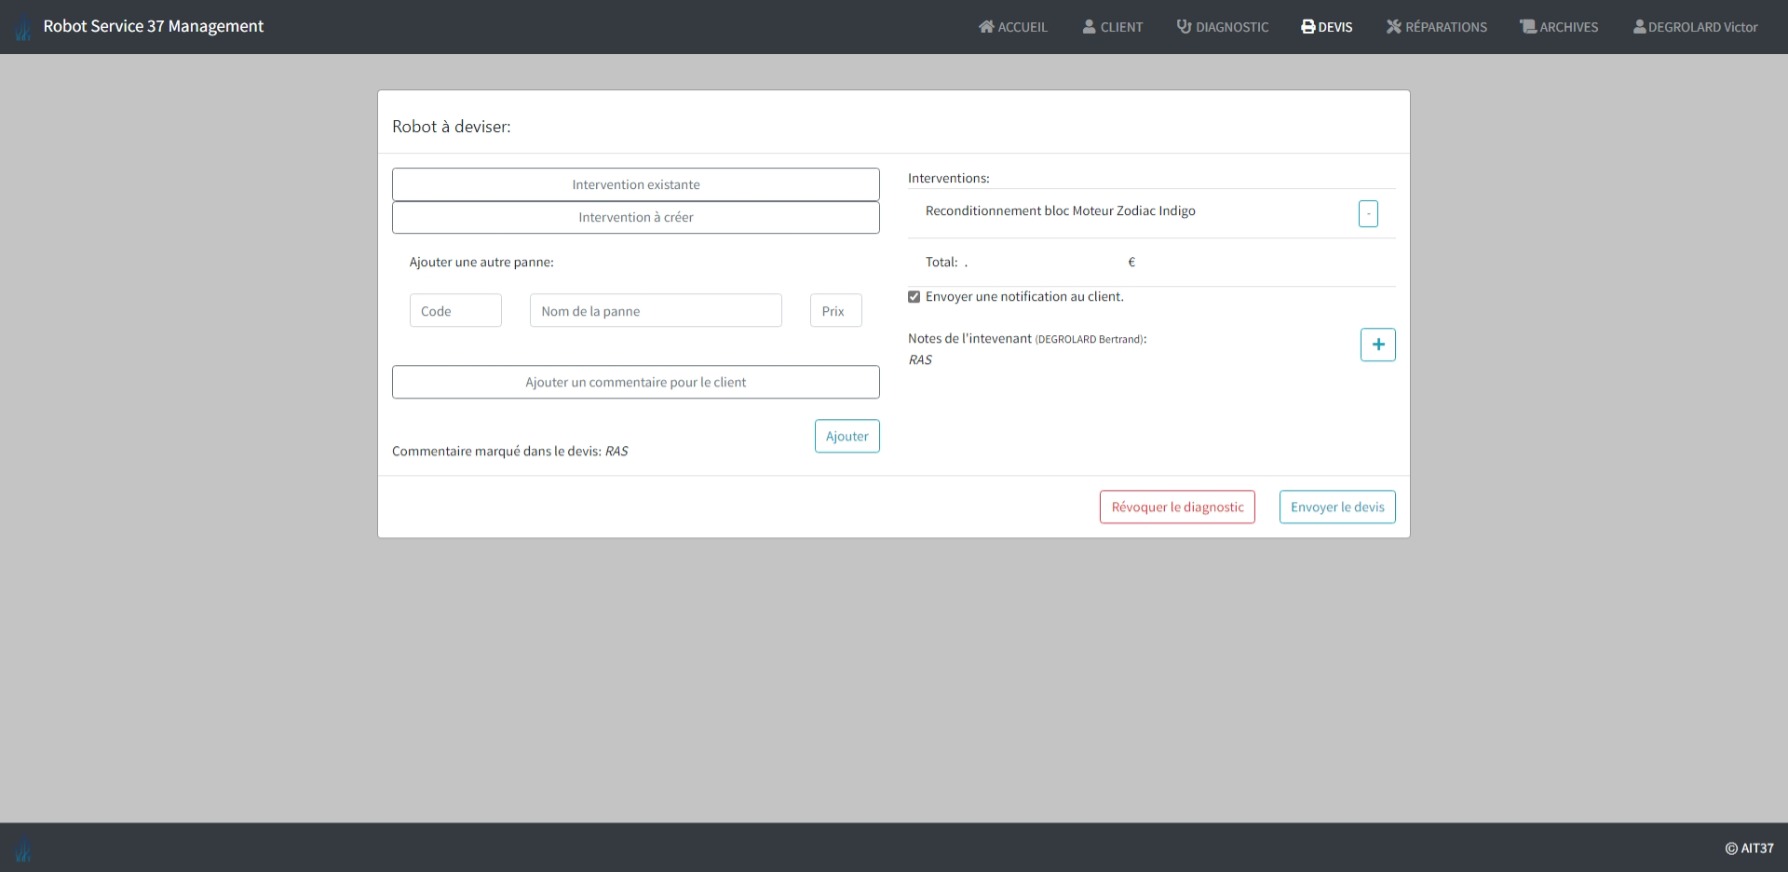 Robot Service 37 Management
ACCUEIL
CLIENT
DIAGNOSTIC
DEVIS
RÉPARATIONS
ARCHIVES
DEGROLARD Victor
Robot à deviser:
Intervention existante
Intervention à créer
Ajouter une autre panne:
Code
Nom de la panne
Prix
Ajouter un commentaire pour le client
Ajouter
Commentaire marqué dans le devis: RAS
Interventions:
Reconditionnement bloc Moteur Zodiac Indigo
-
Total: . €
Envoyer une notification au client.
Notes de l'intevenant (DEGROLARD Bertrand):
+
RAS
Révoquer le diagnostic
Envoyer le devis
© AIT37